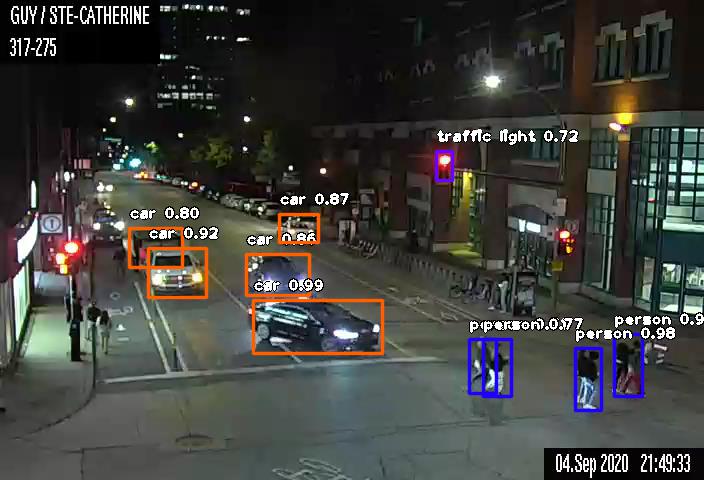 GUY / STE-CATHERINE
317-275
traffic light 0.72
car 0.87
car 0.80
car 0.92
car 0.86
car 0.99
person 0.77
person 0.98
04.Sep 2020 21:49:33